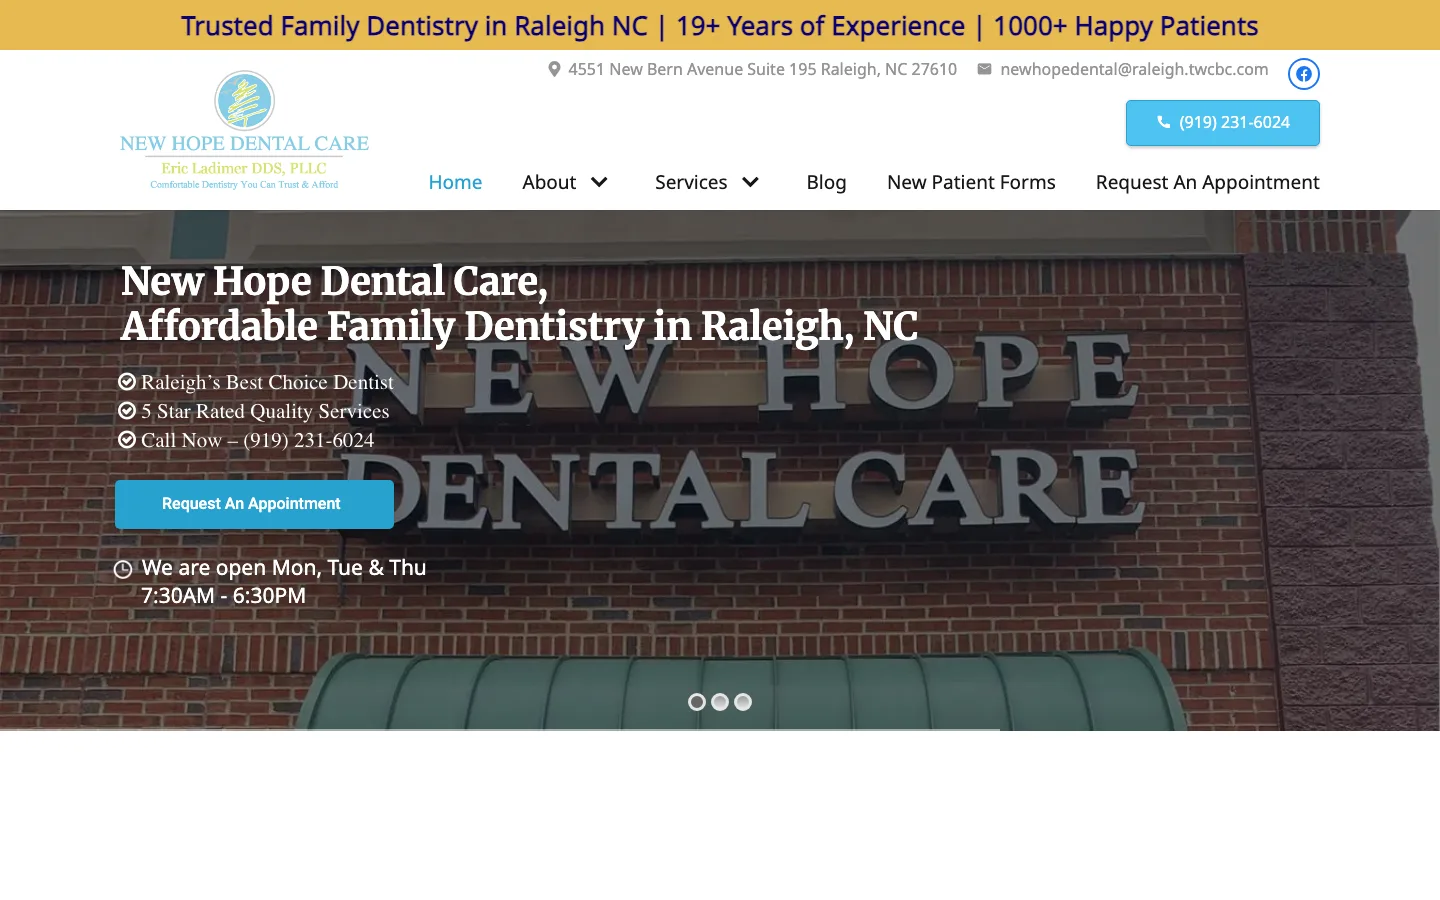 Trusted Family Dentistry in Raleigh NC | 19+ Years of Experience | 1000+ Happy Patients
4551 New Bern Avenue Suite 195 Raleigh, NC 27610 newhopedental@raleigh.twcbc.com
(919) 231-6024
NEW HOPE DENTAL CARE
Eric Ladimer DDS, PLLC
Comfortable Dentistry You Can Trust & Afford
Home About Services Blog New Patient Forms Request An Appointment
New Hope Dental Care,
Affordable Family Dentistry in Raleigh, NC
NEW HOPE
DENTAL CARE
Raleigh’s Best Choice Dentist
5 Star Rated Quality Services
Call Now – (919) 231-6024
Request An Appointment
We are open Mon, Tue & Thu
7:30AM - 6:30PM